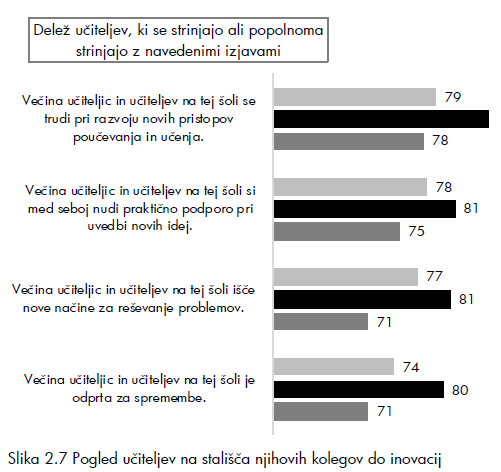 Delež učiteljev, ki se strinjajo ali popolnoma
strinjajo z navedenimi izjavami
Večina učiteljic in učiteljev na tej šoli se
trudi pri razvoju novih pristopov
poučevanja in učenja.
79
78
Večina učiteljic in učiteljev na tej šoli si
med seboj nudi praktično podporo pri
uvedbi novih idej.
78
81
75
Večina učiteljic in učiteljev na tej šoli išče
nove načine za reševanje problemov.
77
81
71
Večina učiteljic in učiteljev na tej šoli je
odprta za spremembe.
74
80
71
Slika 2.7 Pogled učiteljev na stališča njihovih kolegov do inovacij